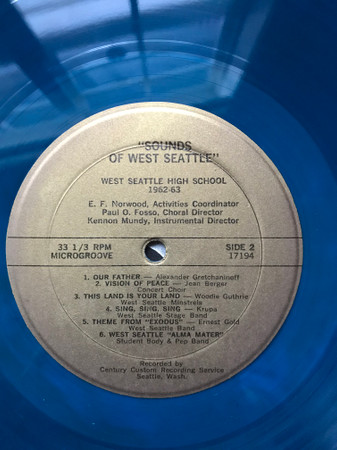 "SOUNDS
OF WEST SEATTLE"
WEST SEATTLE HIGH SCHOOL
1962-63
E. F. Norwood, Activities Coordinator
Paul O. Fosso, Choral Director
Kennon Mundy, Instrumental Director
33 1/3 RPM SIDE 2
MICROGROOVE 17194
1. OUR FATHER — Alexander Gretchanineff
2. VISION OF PEACE — Jean Berger
Concert Choir
3. THIS LAND IS YOUR LAND — Woodie Guthrie
West Seattle Minstrels
4. SING, SING, SING — Krupa
West Seattle Stage Band
5. THEME FROM "EXODUS" — Ernest Gold
West Seattle Band
6. WEST SEATTLE "ALMA MATER"
Student Body & Pep Band
Recorded by
Century Custom Recording Service
Seattle, Wash.